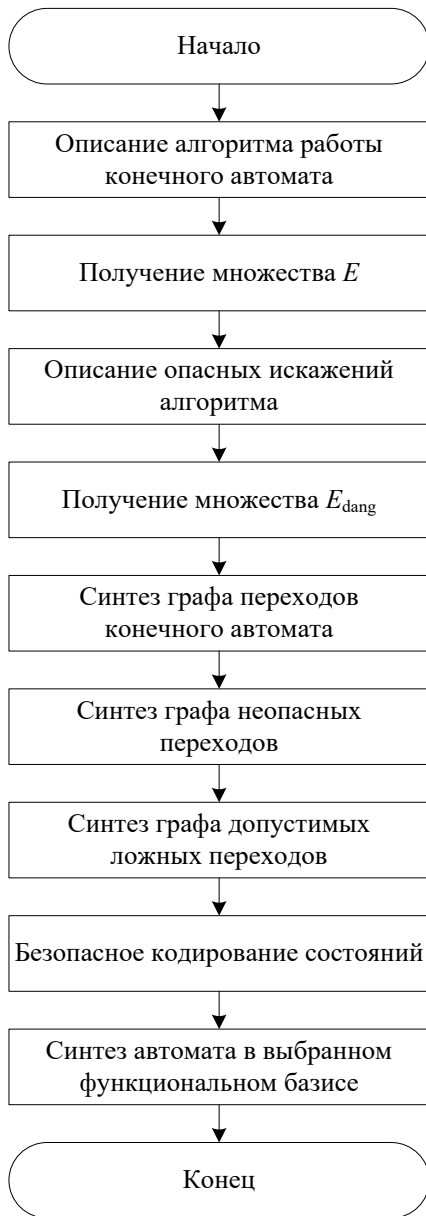 Начало
Описание алгоритма работы
конечного автомата
Получение множества E
Описание опасных искажений
алгоритма
Получение множества E_dang
Синтез графа переходов
конечного автомата
Синтез графа неопасных
переходов
Синтез графа допустимых
ложных переходов
Безопасное кодирование состояний
Синтез автомата в выбранном
функциональном базисе
Конец